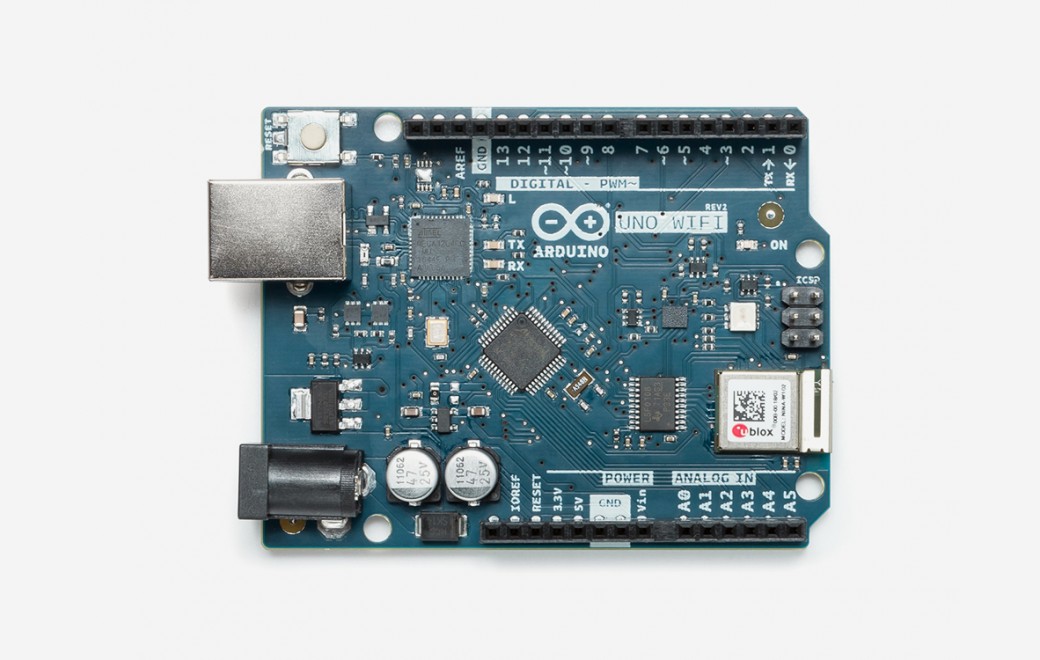 RESET
AREF
GND
13
12
~11
~10
~9
8
7
~6
~5
4
~3
2
TX→1
RX←0
DIGITAL - PWM~
L
REV2
UNO WIFI
ARDUINO
TX
RX
ON
ICSP
ublox
11062
47
25V
11062
47
25V
POWER
ANALOG IN
IOREF
RESET
3.3V
5V
GND
Vin
A0
A1
A2
A3
A4
A5